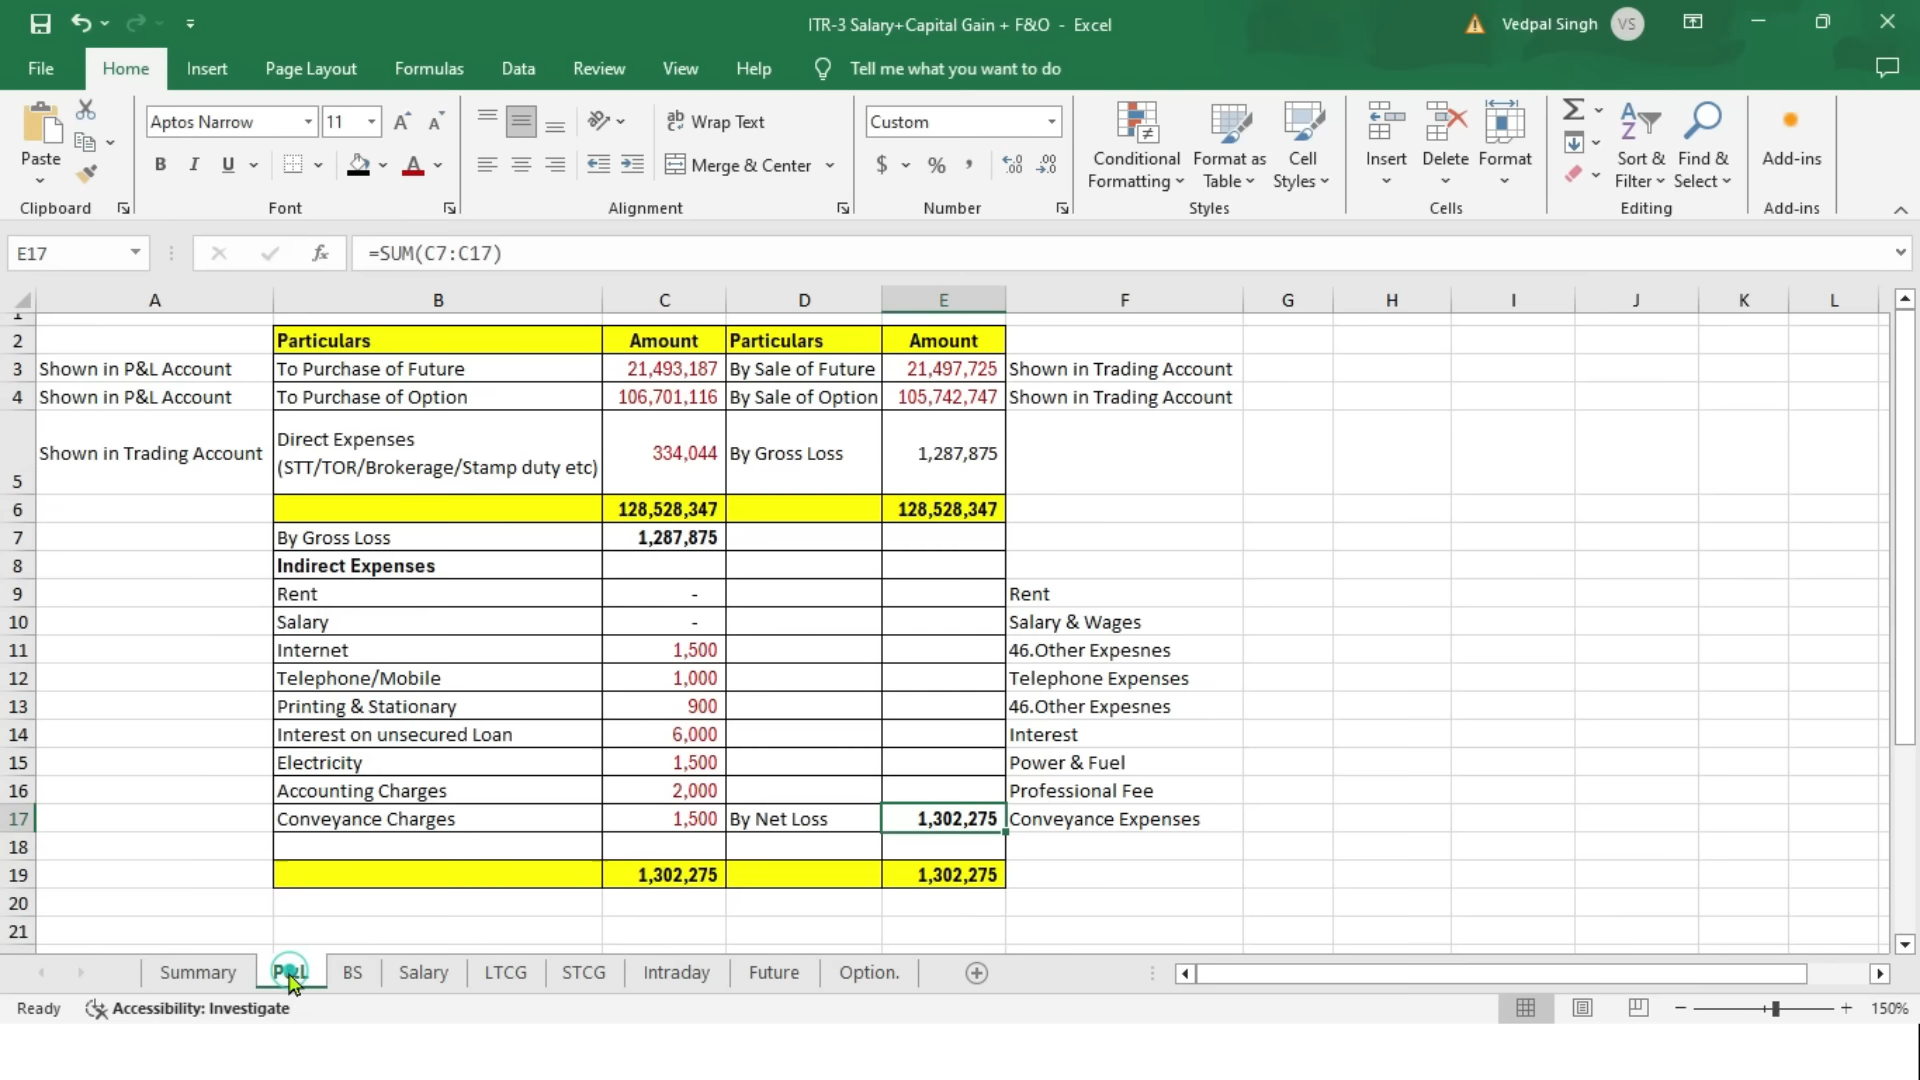 ITR-3 Salary+Capital Gain + F&O - Excel
Vedpal Singh
VS
File
Home
Insert
Page Layout
Formulas
Data
Review
View
Help
Tell me what you want to do
Paste
Clipboard
Aptos Narrow
11
A
A
B
I
U
A
Font
ab
Wrap Text
Merge & Center
Alignment
Custom
$
%
,
Number
Conditional
Formatting
Format as
Table
Cell
Styles
Styles
Insert
Delete
Format
Cells
Sort &
Filter
Find &
Select
Editing
Add-ins
Add-ins
E17
fx
=SUM(C7:C17)
A B C D E F G H I J K L
1
2 Particulars Amount Particulars Amount
3 Shown in P&L Account To Purchase of Future 21,493,187 By Sale of Future 21,497,725 Shown in Trading Account
4 Shown in P&L Account To Purchase of Option 106,701,116 By Sale of Option 105,742,747 Shown in Trading Account
5 Shown in Trading Account Direct Expenses
(STT/TOR/Brokerage/Stamp duty etc) 334,044 By Gross Loss 1,287,875
6 128,528,347 128,528,347
7 By Gross Loss 1,287,875
8 Indirect Expenses
9 Rent - Rent
10 Salary - Salary & Wages
11 Internet 1,500 46.Other Expesnes
12 Telephone/Mobile 1,000 Telephone Expenses
13 Printing & Stationary 900 46.Other Expesnes
14 Interest on unsecured Loan 6,000 Interest
15 Electricity 1,500 Power & Fuel
16 Accounting Charges 2,000 Professional Fee
17 Conveyance Charges 1,500 By Net Loss 1,302,275 Conveyance Expenses
18
19 1,302,275 1,302,275
20
21
Summary P&L BS Salary LTCG STCG Intraday Future Option.
Ready
Accessibility: Investigate
150%